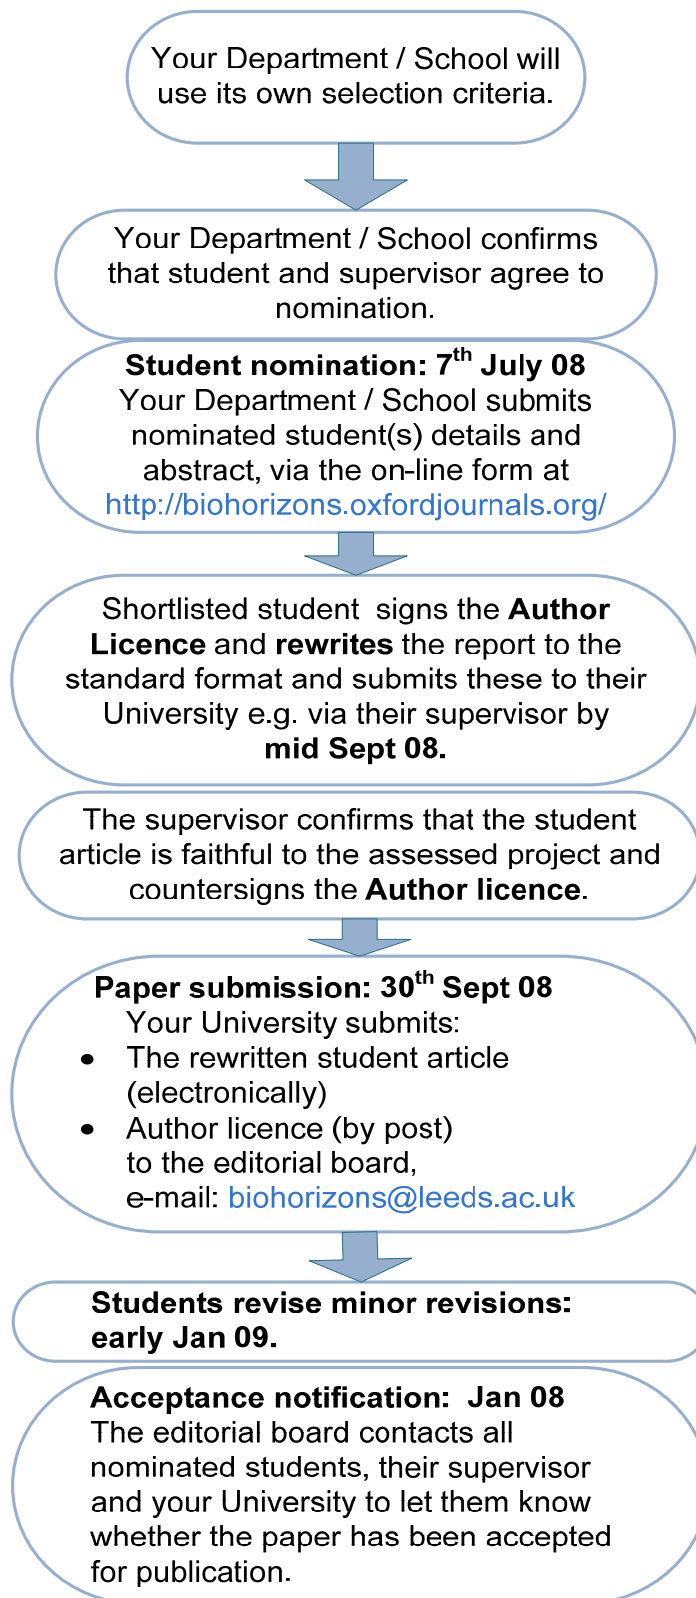 Your Department / School will
use its own selection criteria.
Your Department / School confirms
that student and supervisor agree to
nomination.
Student nomination: 7th July 08
Your Department / School submits
nominated student(s) details and
abstract, via the on-line form at
http://biohorizons.oxfordjournals.org/
Shortlisted student signs the Author
Licence and rewrites the report to the
standard format and submits these to their
University e.g. via their supervisor by
mid Sept 08.
The supervisor confirms that the student
article is faithful to the assessed project and
countersigns the Author licence.
Paper submission: 30th Sept 08
Your University submits:
• The rewritten student article
(electronically)
• Author licence (by post)
to the editorial board,
e-mail: biohorizons@leeds.ac.uk
Students revise minor revisions:
early Jan 09.
Acceptance notification: Jan 08
The editorial board contacts all
nominated students, their supervisor
and your University to let them know
whether the paper has been accepted
for publication.